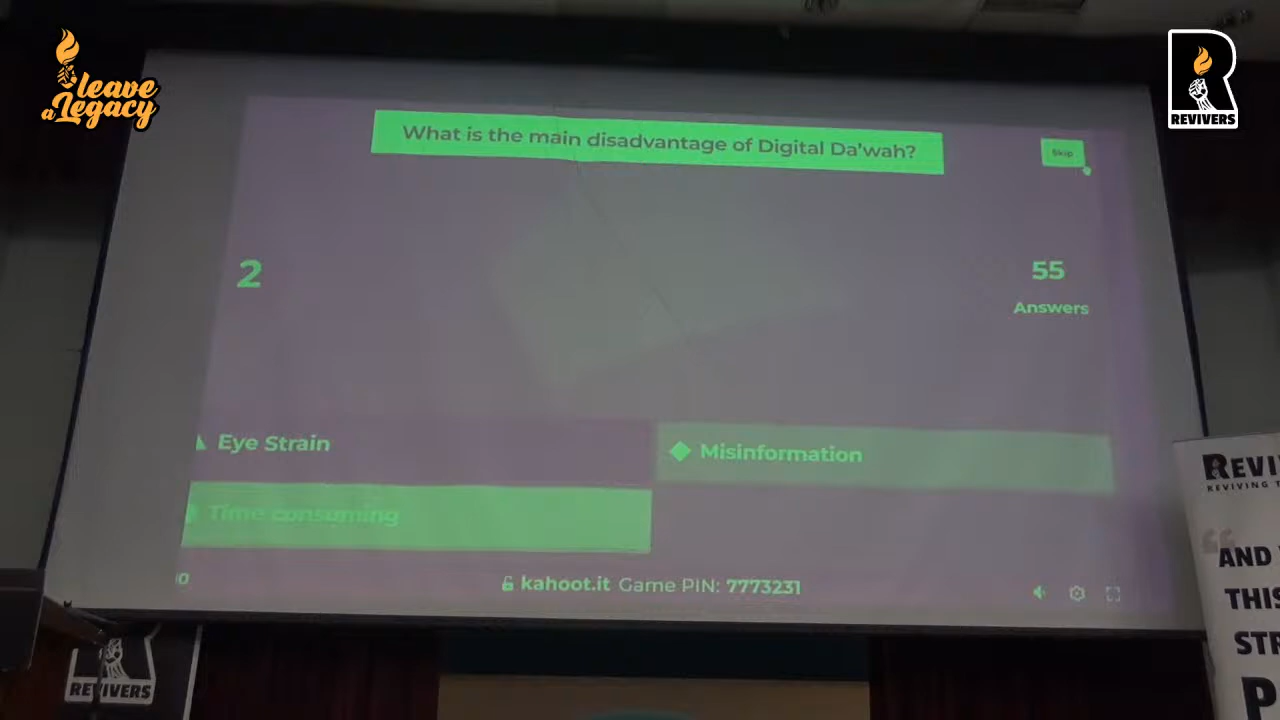 leave
a Legacy
REVIVERS
What is the main disadvantage of Digital Da'wah?
Skip
2
55
Answers
Eye Strain
Misinformation
Time consuming
kahoot.it Game PIN: 7773231
REVI
REVIVING T
AND
THIS
STR
P
REVIVERS